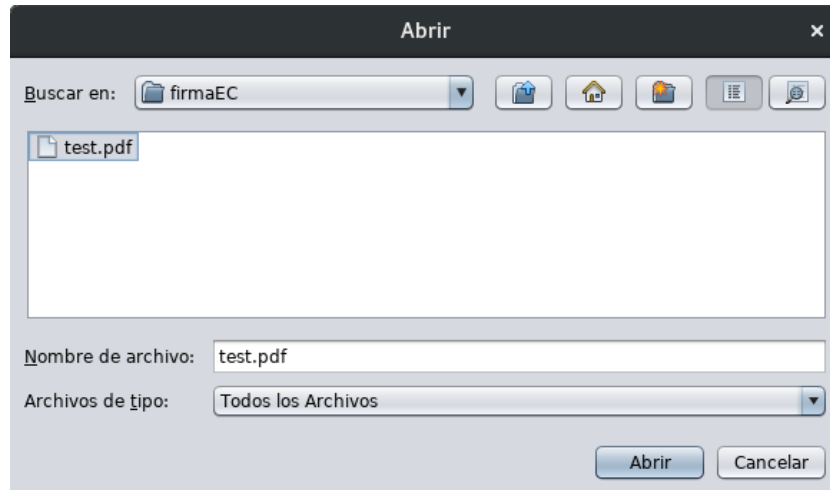 Abrir
Buscar en: firmaEC
test.pdf
Nombre de archivo: test.pdf
Archivos de tipo: Todos los Archivos
Abrir Cancelar